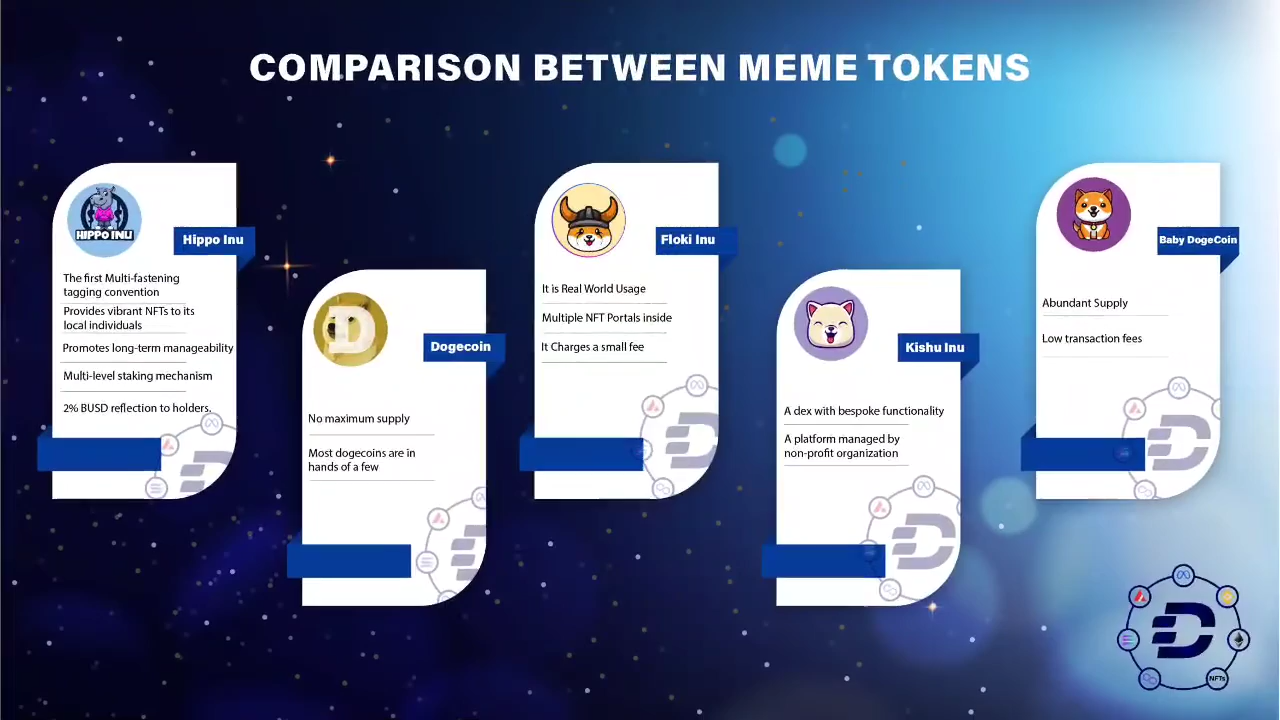 COMPARISON BETWEEN MEME TOKENS
HIPPO INU
Hippo Inu
The first Multi-fastening
tagging convention
Provides vibrant NFTs to its
local individuals
Promotes long-term manageability
Multi-level staking mechanism
2% BUSD reflection to holders.
Dogecoin
No maximum supply
Most dogecoins are in
hands of a few
Floki Inu
It is Real World Usage
Multiple NFT Portals inside
It Charges a small fee
Kishu Inu
A dex with bespoke functionality
A platform managed by
non-profit organization
Baby DogeCoin
Abundant Supply
Low transaction fees
NFTs